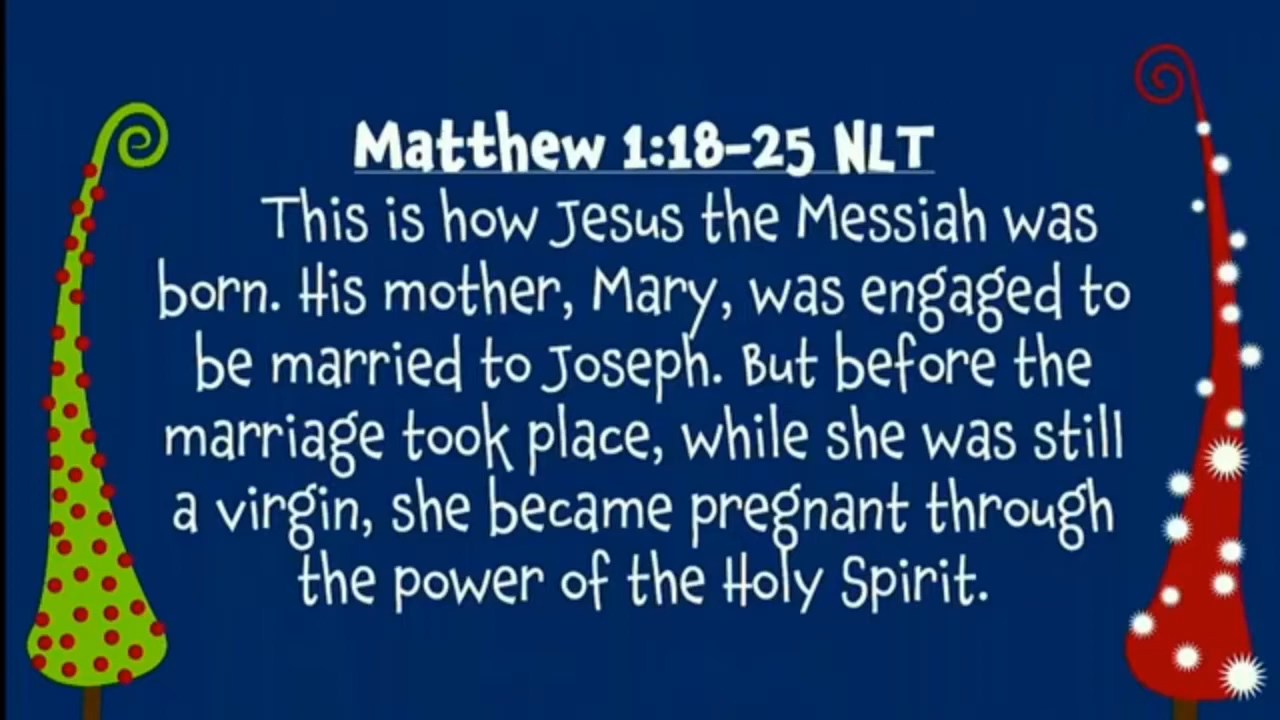 Matthew 1:18-25 NLT
This is how Jesus the Messiah was
born. His mother, Mary, was engaged to
be married to Joseph. But before the
marriage took place, while she was still
a virgin, she became pregnant through
the power of the Holy Spirit.